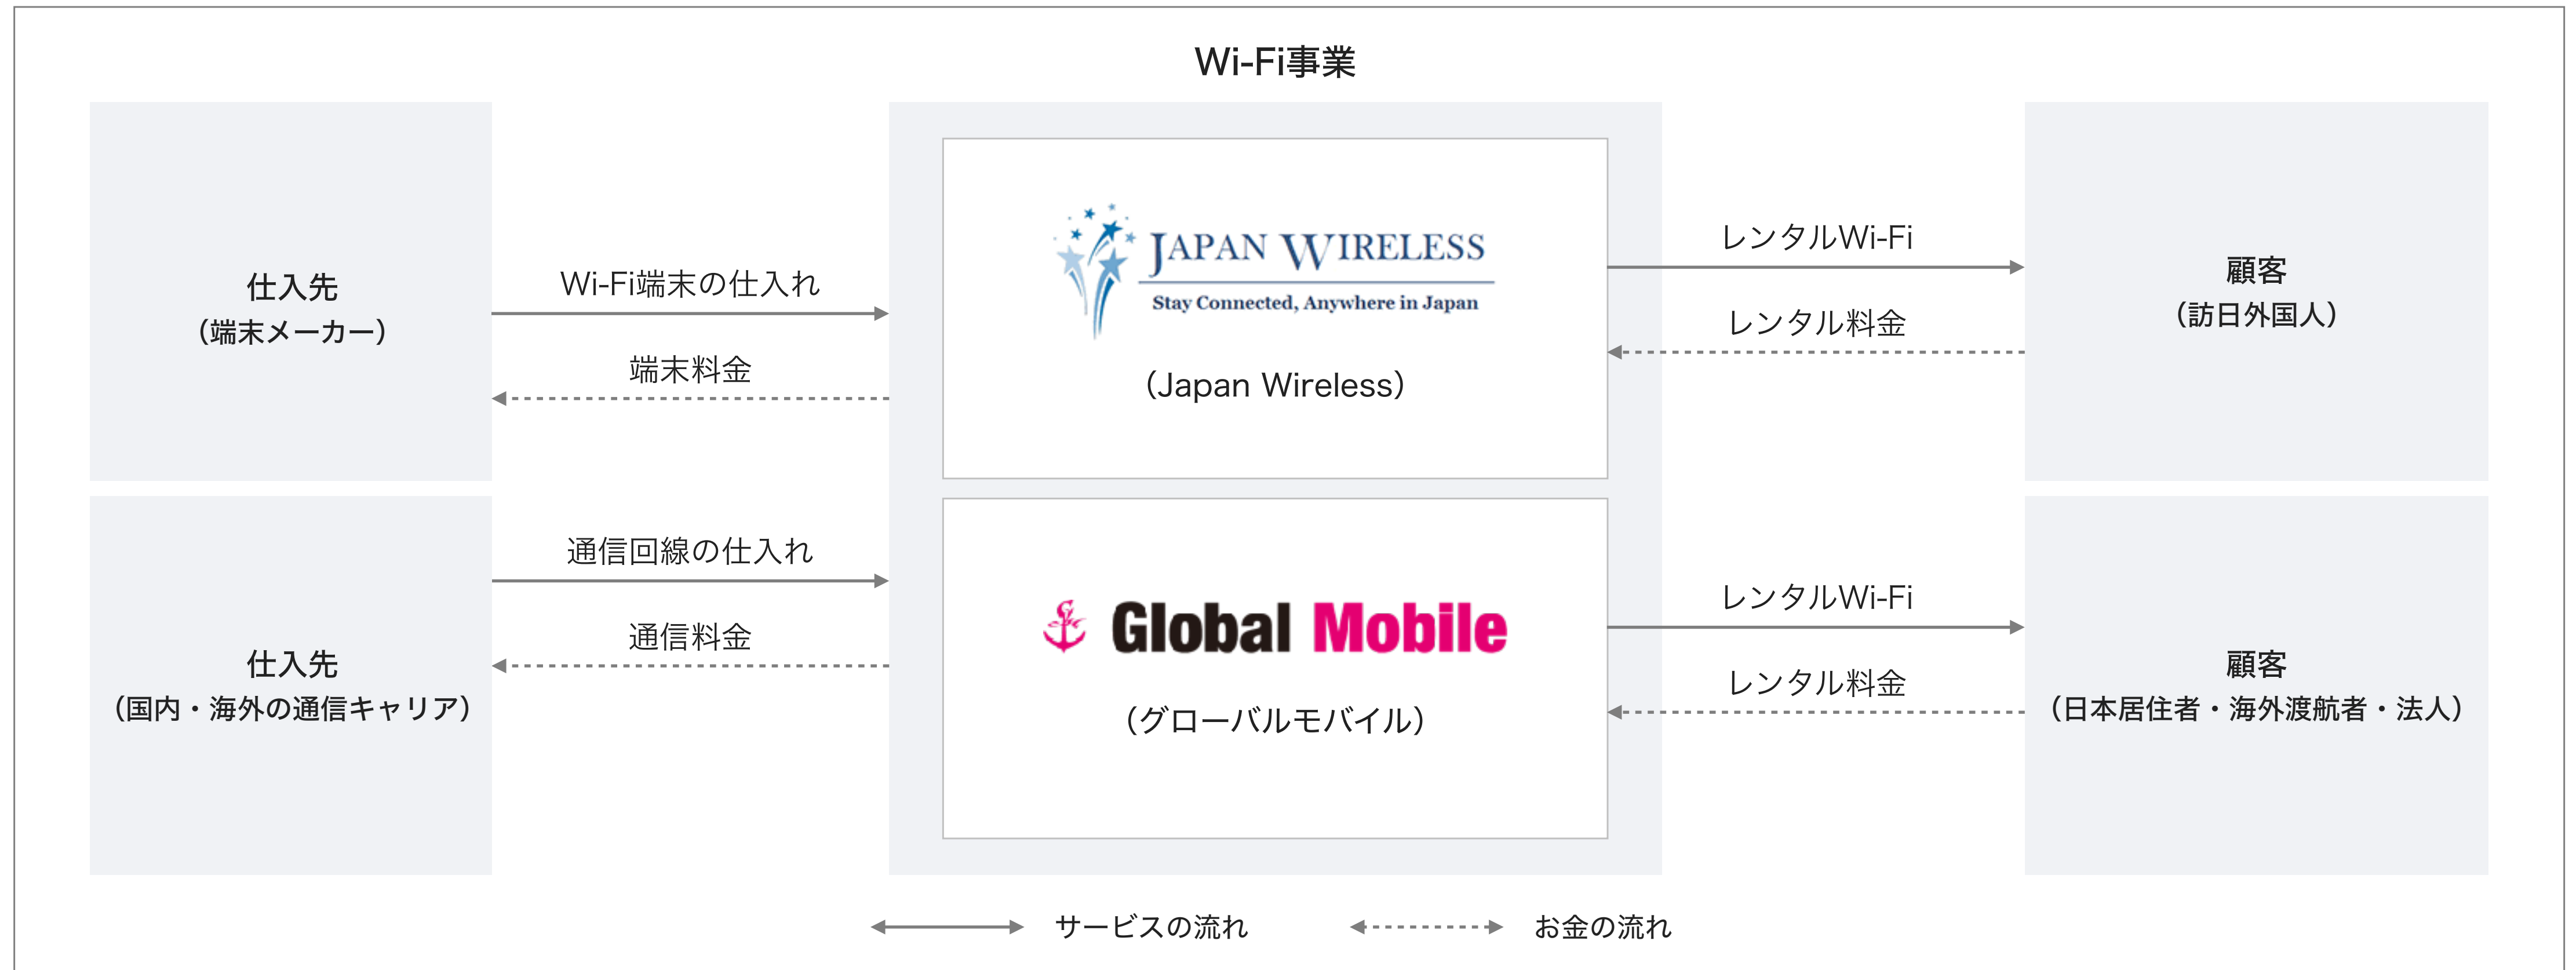 Wi-Fi事業
仕入先
（端末メーカー）
Wi-Fi端末の仕入れ
端末料金
JAPAN WIRELESS
Stay Connected, Anywhere in Japan
（Japan Wireless）
レンタルWi-Fi
レンタル料金
顧客
（訪日外国人）
仕入先
（国内・海外の通信キャリア）
通信回線の仕入れ
通信料金
Global Mobile
（グローバルモバイル）
レンタルWi-Fi
レンタル料金
顧客
（日本居住者・海外渡航者・法人）
サービスの流れ
お金の流れ